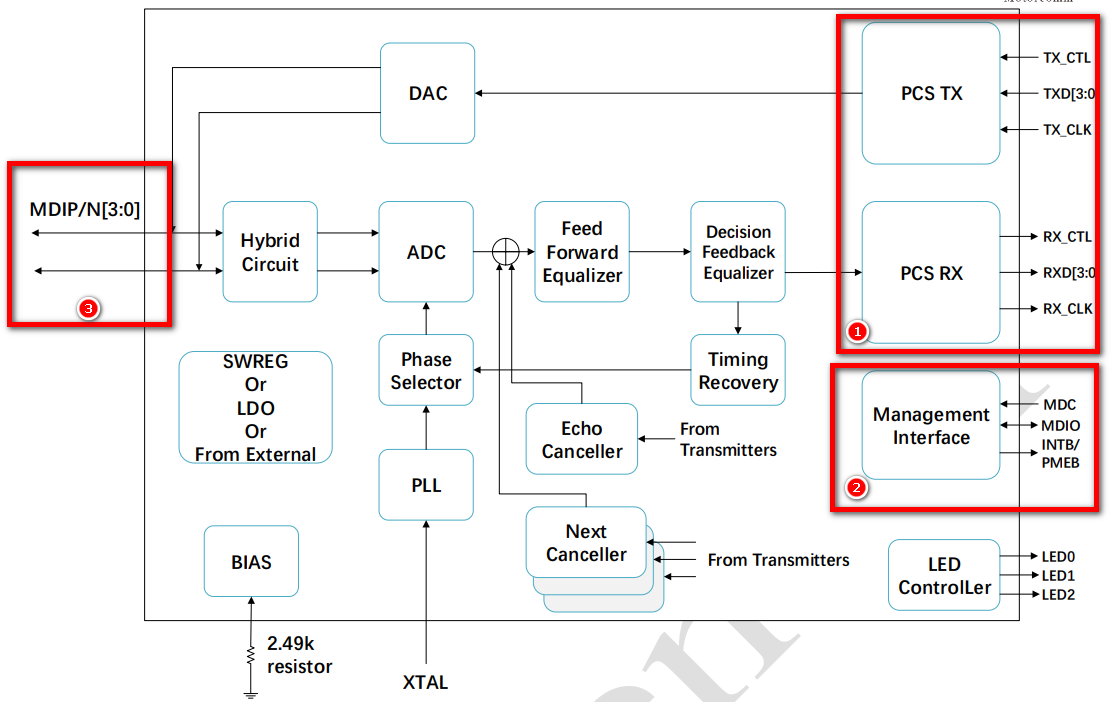 DAC
PCS TX
TX_CTL
TXD[3:0
TX_CLK
MDIP/N[3:0]
Hybrid
Circuit
ADC
Feed
Forward
Equalizer
Decision
Feedback
Equalizer
PCS RX
RX_CTL
RXD[3:0
RX_CLK
3
1
SWREG
Or
LDO
Or
From External
Phase
Selector
Timing
Recovery
Echo
Canceller
From
Transmitters
Management
Interface
MDC
MDIO
INTB/
PMEB
2
PLL
Next
Canceller
From Transmitters
BIAS
LED
ControLLer
LED0
LED1
LED2
2.49k
resistor
XTAL